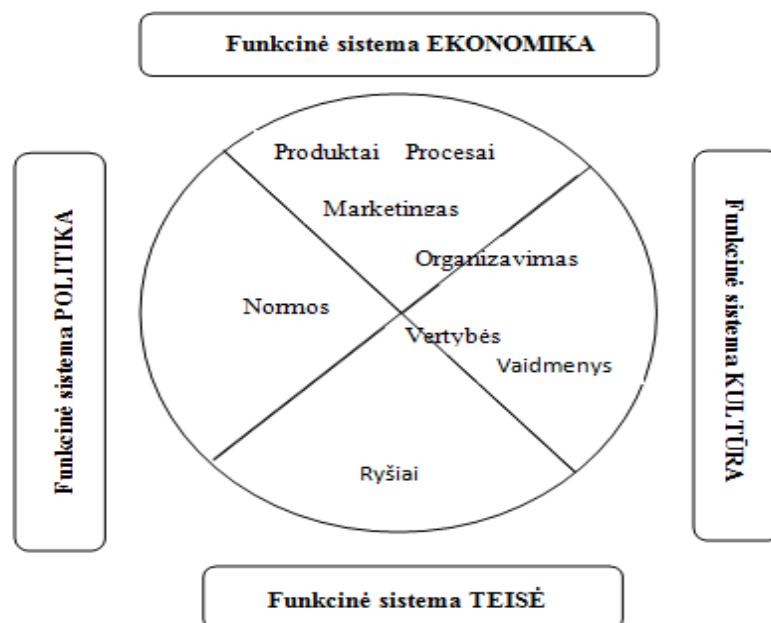 Funkcinė sistema EKONOMIKA
Produktai Procesai
Marketingas
Organizavimas
Funkcinė sistema POLITIKA
Normos
Vertybės
Vaidmenys
Funkcinė sistema KULTŪRA
Ryšiai
Funkcinė sistema TEISĖ